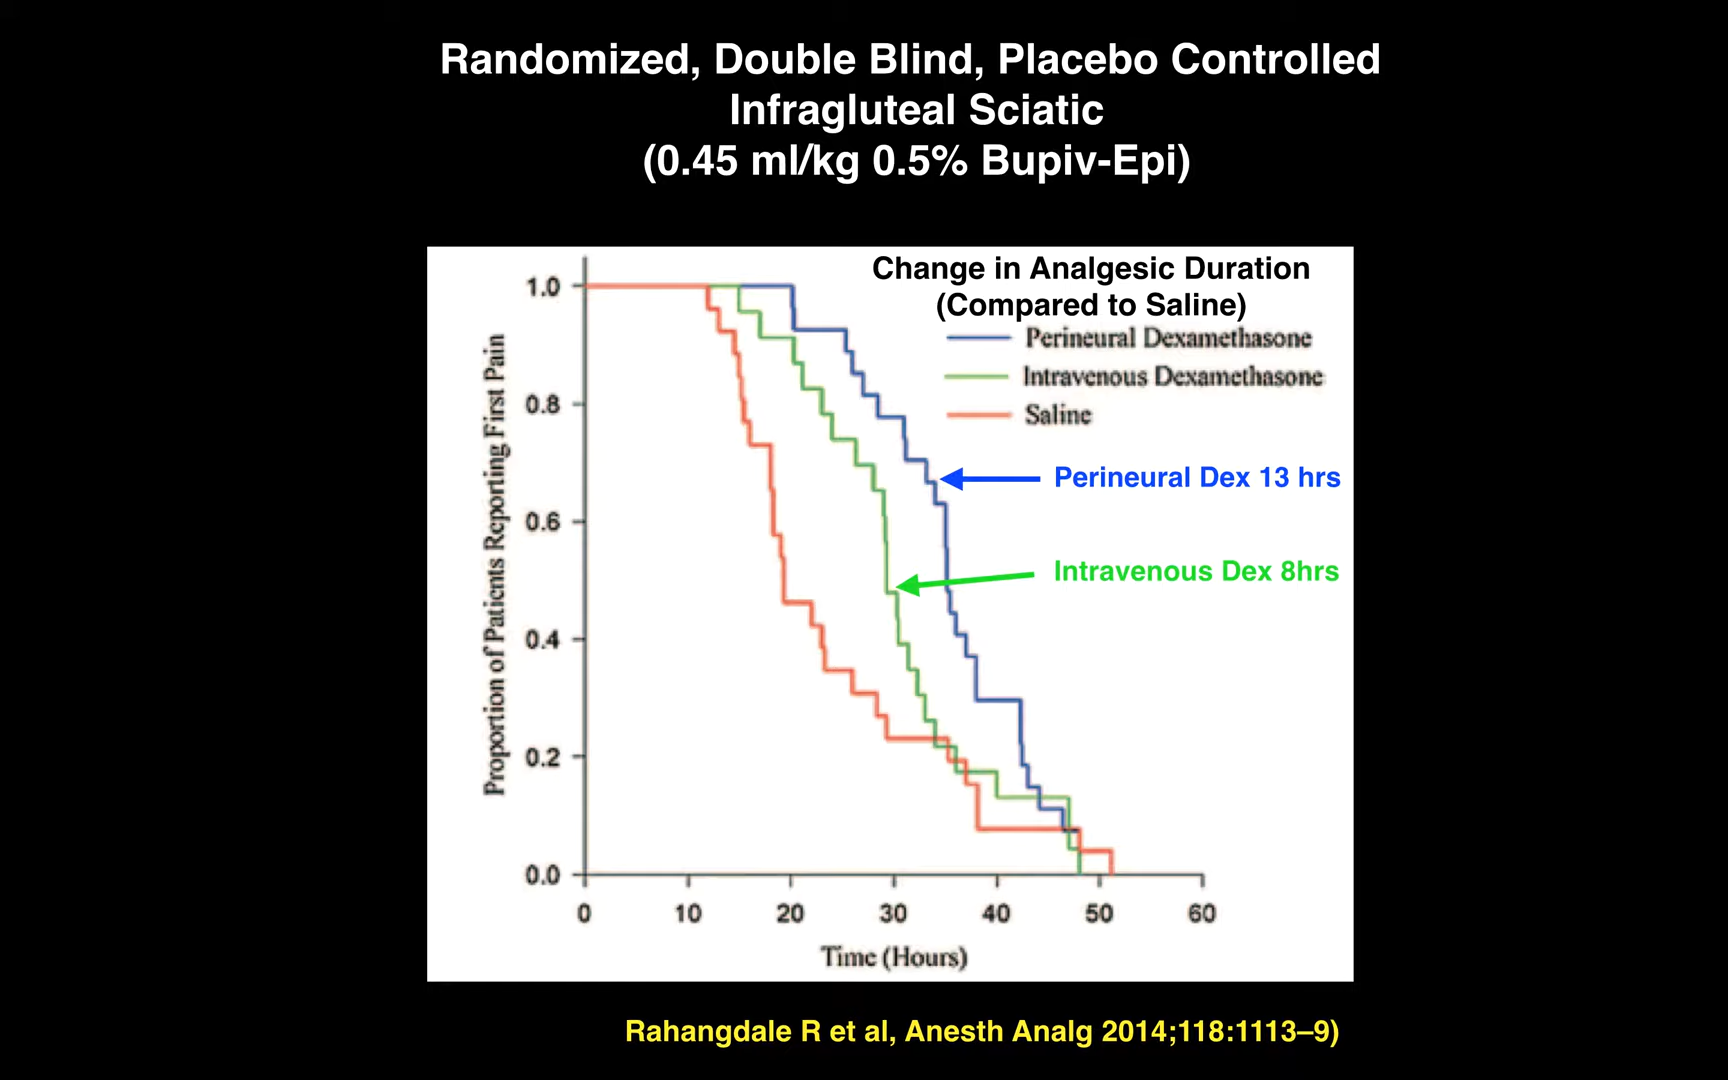 Randomized, Double Blind, Placebo Controlled
Infragluteal Sciatic
(0.45 ml/kg 0.5% Bupiv-Epi)
Change in Analgesic Duration
(Compared to Saline)
Perineural Dexamethasone
Intravenous Dexamethasone
Saline
Perineural Dex 13 hrs
Intravenous Dex 8hrs
Proportion of Patients Reporting First Pain
1.0
0.8
0.6
0.4
0.2
0.0
0 10 20 30 40 50 60
Time (Hours)
Rahangdale R et al, Anesth Analg 2014;118:1113–9)